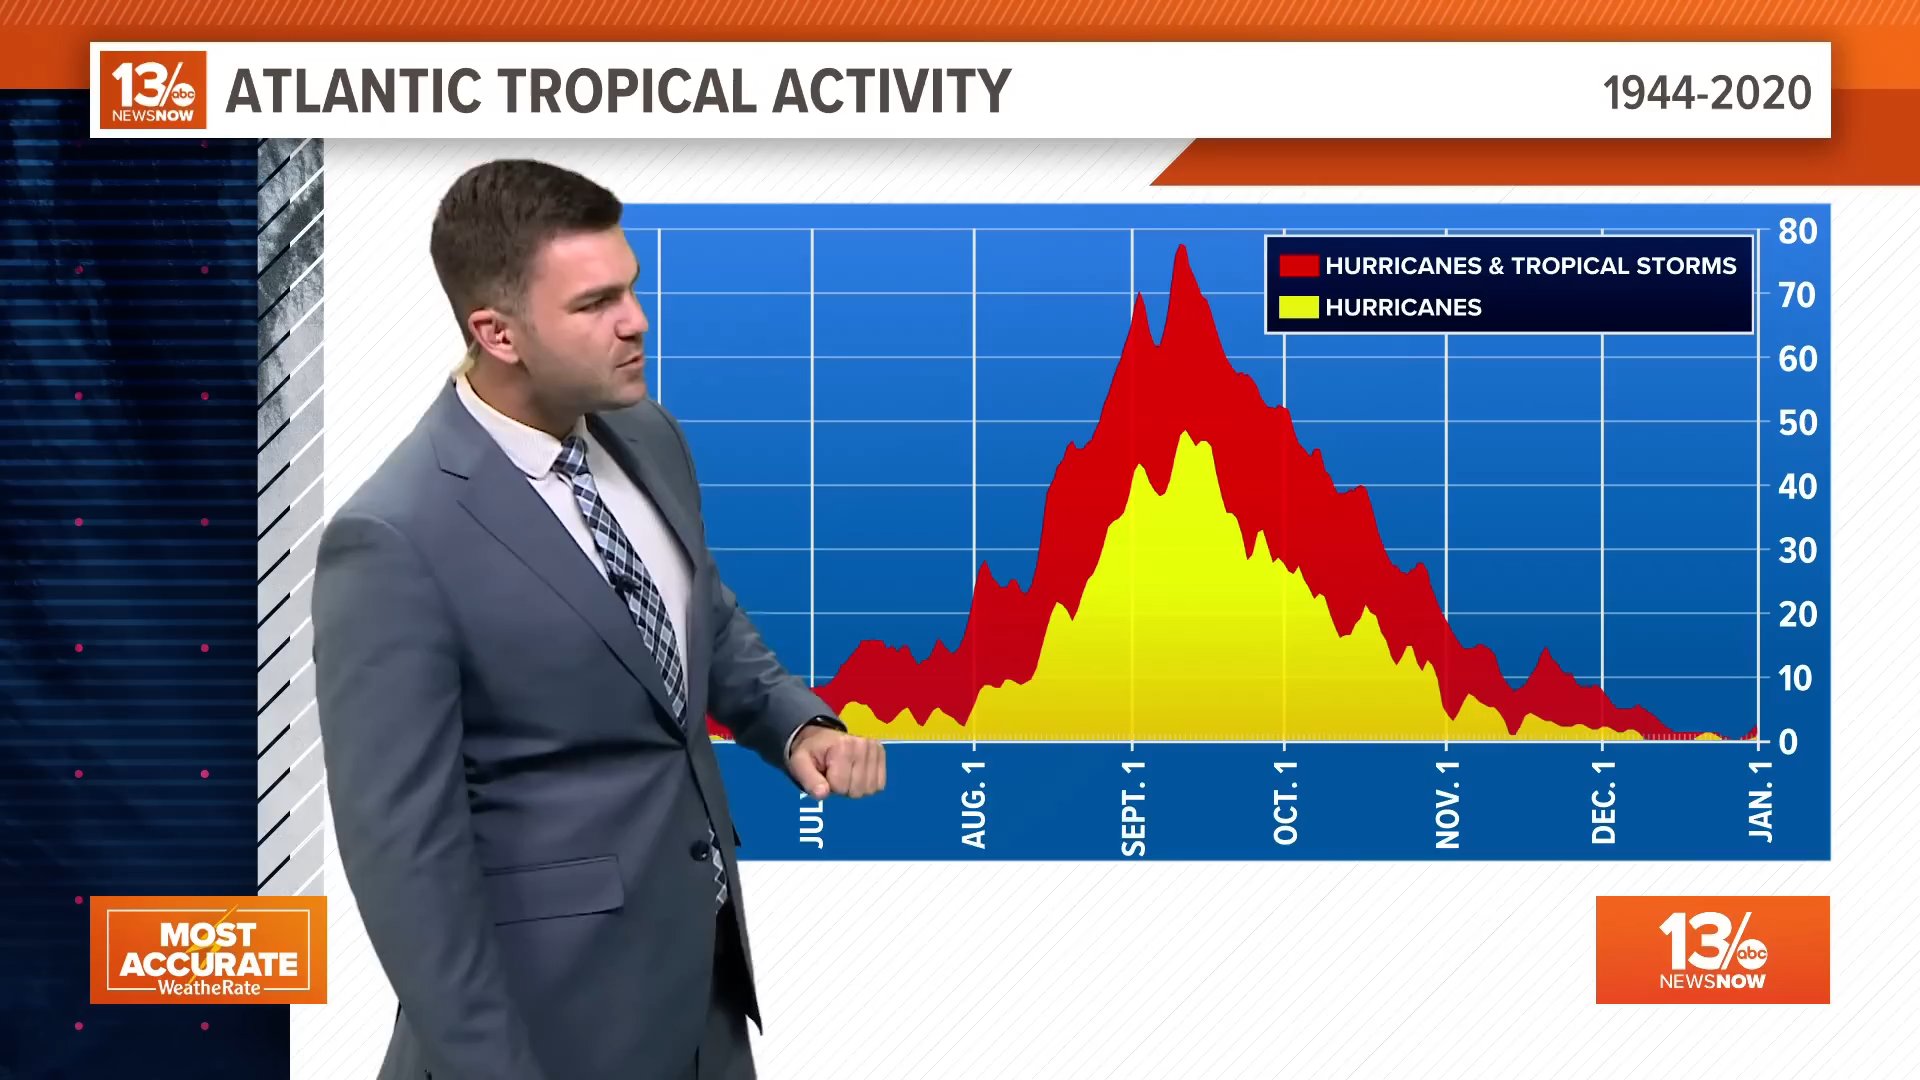 13/abc
NEWSNOW
ATLANTIC TROPICAL ACTIVITY
1944-2020
HURRICANES & TROPICAL STORMS
HURRICANES
80
70
60
50
40
30
20
10
0
JULY
AUG. 1
SEPT. 1
OCT. 1
NOV. 1
DEC. 1
JAN. 1
MOST
ACCURATE
WeatheRate
13/abc
NEWSNOW